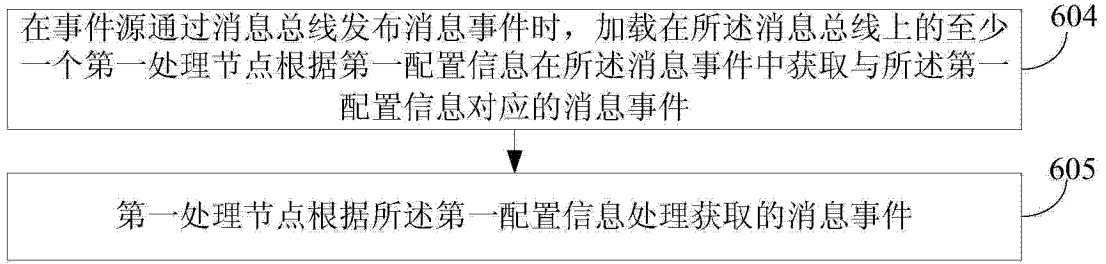 在事件源通过消息总线发布消息事件时，加载在所述消息总线上的至少
一个第一处理节点根据第一配置信息在所述消息事件中获取与所述第一
配置信息对应的消息事件
604
第一处理节点根据所述第一配置信息处理获取的消息事件
605